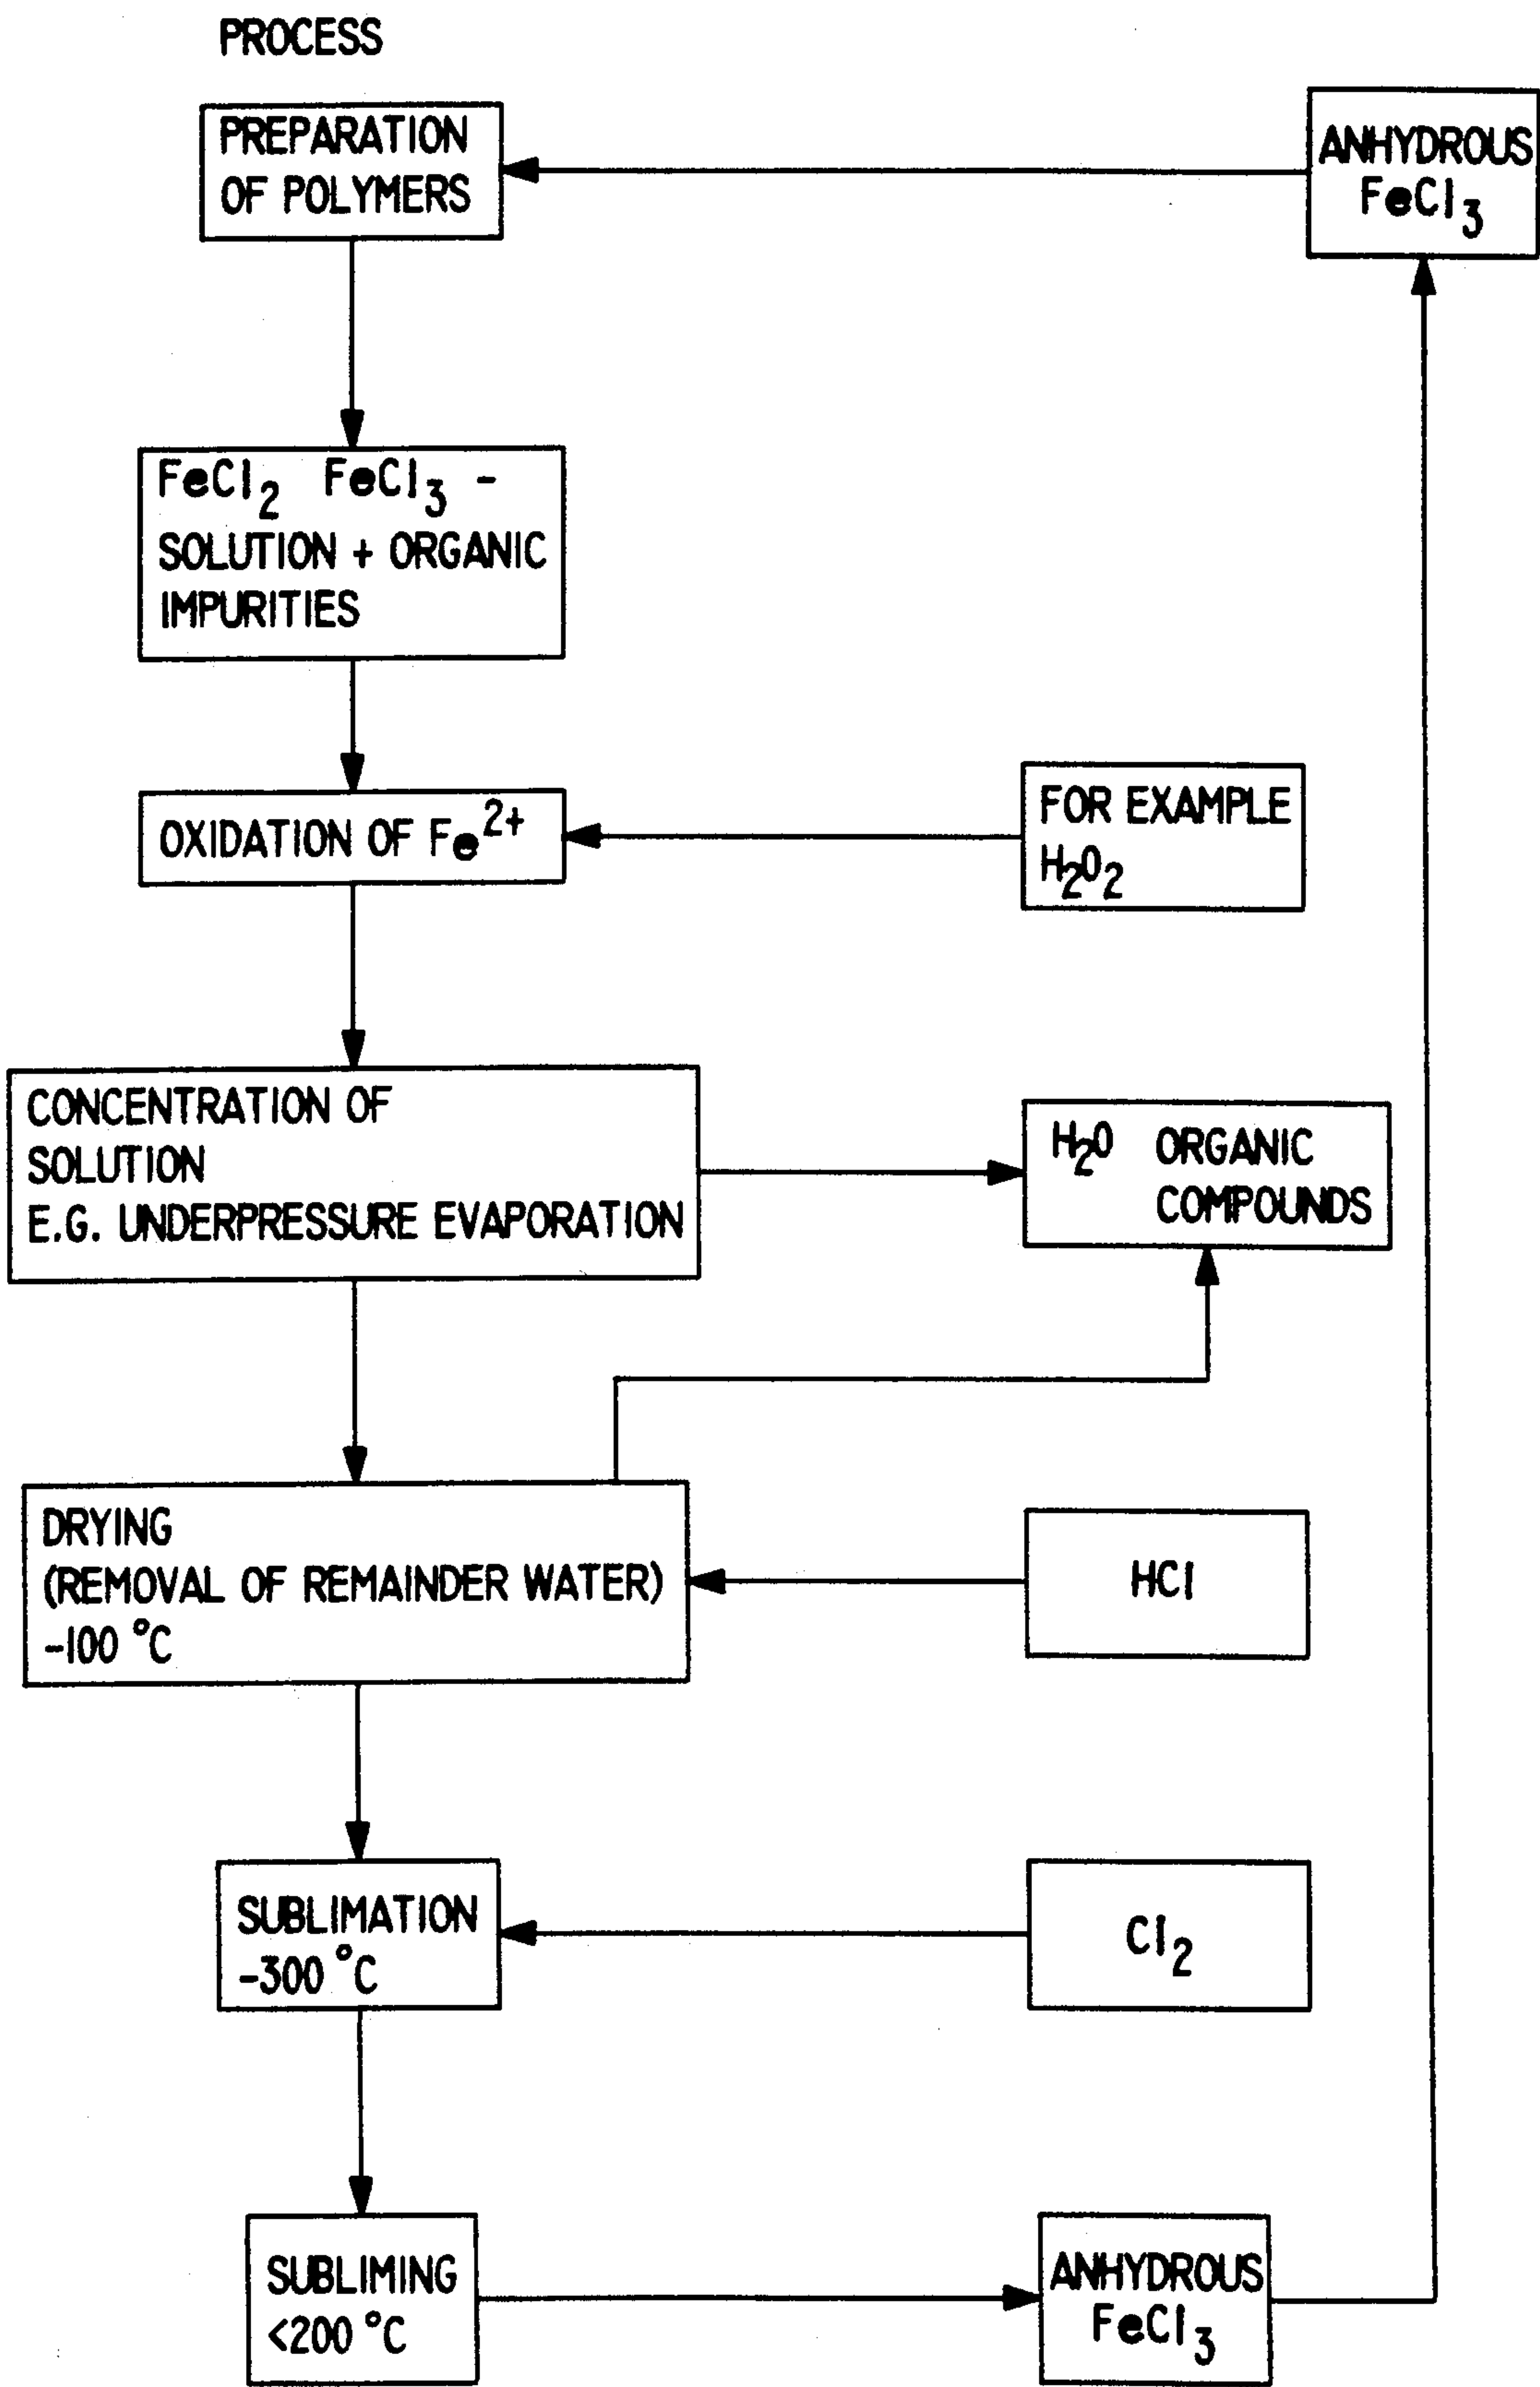 PROCESS
PREPARATION
OF POLYMERS
ANHYDROUS
FeCl₃
FeCl₂ FeCl₃ -
SOLUTION + ORGANIC
IMPURITIES
OXIDATION OF Fe²⁺
FOR EXAMPLE
H₂O₂
CONCENTRATION OF
SOLUTION
E.G. UNDERPRESSURE EVAPORATION
H₂O ORGANIC
COMPOUNDS
DRYING
(REMOVAL OF REMAINDER WATER)
-100 °C
HCl
SUBLIMATION
-300 °C
Cl₂
SUBLIMING
<200 °C
ANHYDROUS
FeCl₃